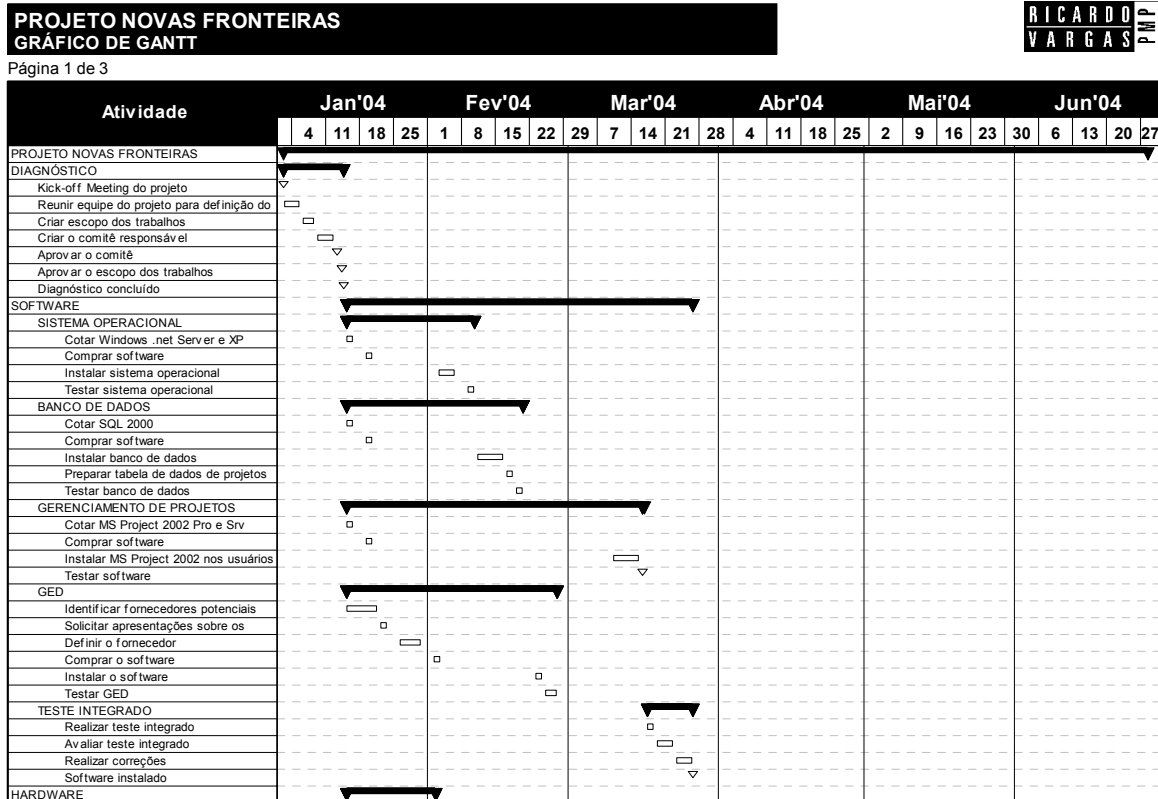 PROJETO NOVAS FRONTEIRAS
GRÁFICO DE GANTT
RICARDO
VARGAS
PMP
Página 1 de 3
Atividade
Jan'04 Fev'04 Mar'04 Abr'04 Mai'04 Jun'04
4 11 18 25 1 8 15 22 29 7 14 21 28 4 11 18 25 2 9 16 23 30 6 13 20 27
PROJETO NOVAS FRONTEIRAS
DIAGNÓSTICO
Kick-off Meeting do projeto
Reunir equipe do projeto para definição do
Criar escopo dos trabalhos
Criar o comitê responsável
Aprovar o comitê
Aprovar o escopo dos trabalhos
Diagnóstico concluído
SOFTWARE
SISTEMA OPERACIONAL
Cotar Windows .net Server e XP
Comprar software
Instalar sistema operacional
Testar sistema operacional
BANCO DE DADOS
Cotar SQL 2000
Comprar software
Instalar banco de dados
Preparar tabela de dados de projetos
Testar banco de dados
GERENCIAMENTO DE PROJETOS
Cotar MS Project 2002 Pro e Srv
Comprar software
Instalar MS Project 2002 nos usuários
Testar software
GED
Identificar fornecedores potenciais
Solicitar apresentações sobre os
Definir o fornecedor
Comprar o software
Instalar o software
Testar GED
TESTE INTEGRADO
Realizar teste integrado
Avaliar teste integrado
Realizar correções
Software instalado
HARDWARE